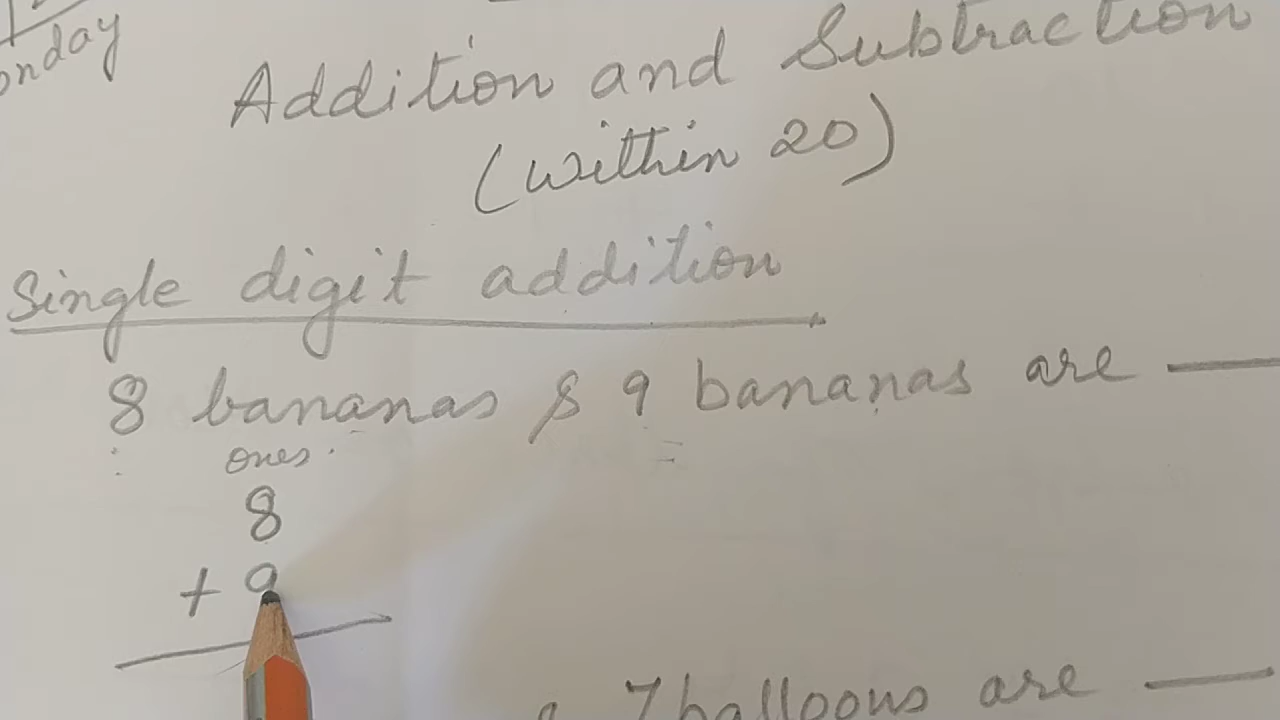 Addition and Subtraction
(within 20)
Single digit addition
8 bananas & 9 bananas are
ones
8
+ 9
7 balloons are